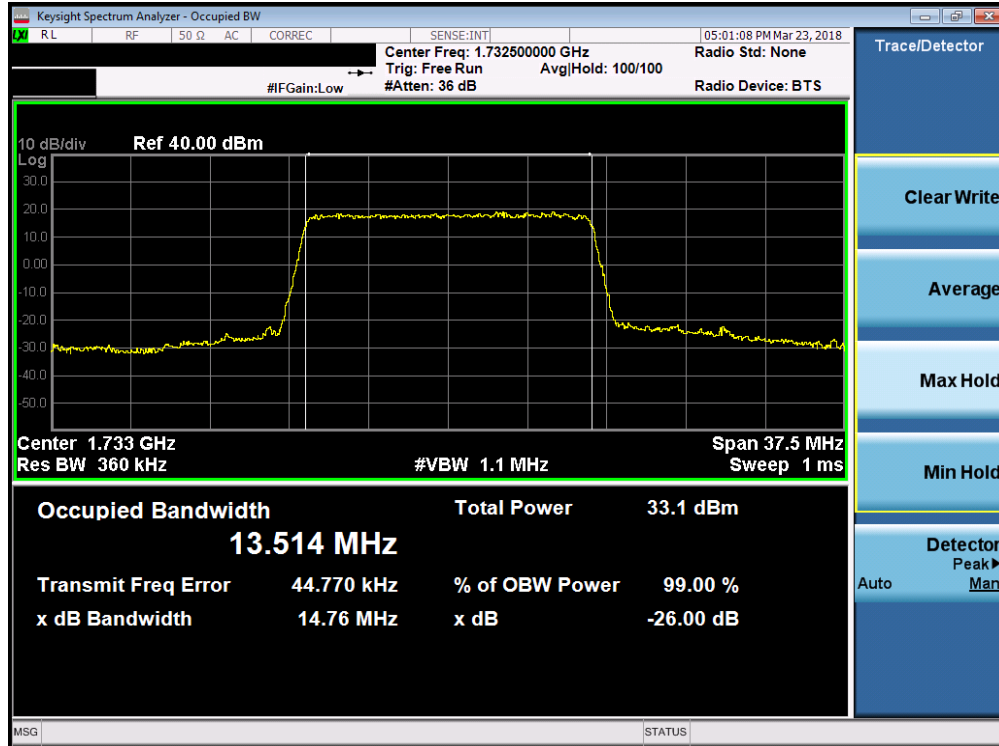 Keysight Spectrum Analyzer - Occupied BW
LXI RL RF 50 Ω AC CORREC SENSE:INT 05:01:08 PM Mar 23, 2018
Center Freq: 1.732500000 GHz Radio Std: None
Trig: Free Run Avg|Hold: 100/100
#IFGain:Low #Atten: 36 dB Radio Device: BTS
10 dB/div Ref 40.00 dBm
Log
30.0
20.0
10.0
0.00
-10.0
-20.0
-30.0
-40.0
-50.0
Center 1.733 GHz Span 37.5 MHz
Res BW 360 kHz #VBW 1.1 MHz Sweep 1 ms
Occupied Bandwidth Total Power 33.1 dBm
13.514 MHz
Transmit Freq Error 44.770 kHz % of OBW Power 99.00 %
x dB Bandwidth 14.76 MHz x dB -26.00 dB
MSG STATUS
Trace/Detector
Clear Write
Average
Max Hold
Min Hold
Detector
Peak▶
Auto Man